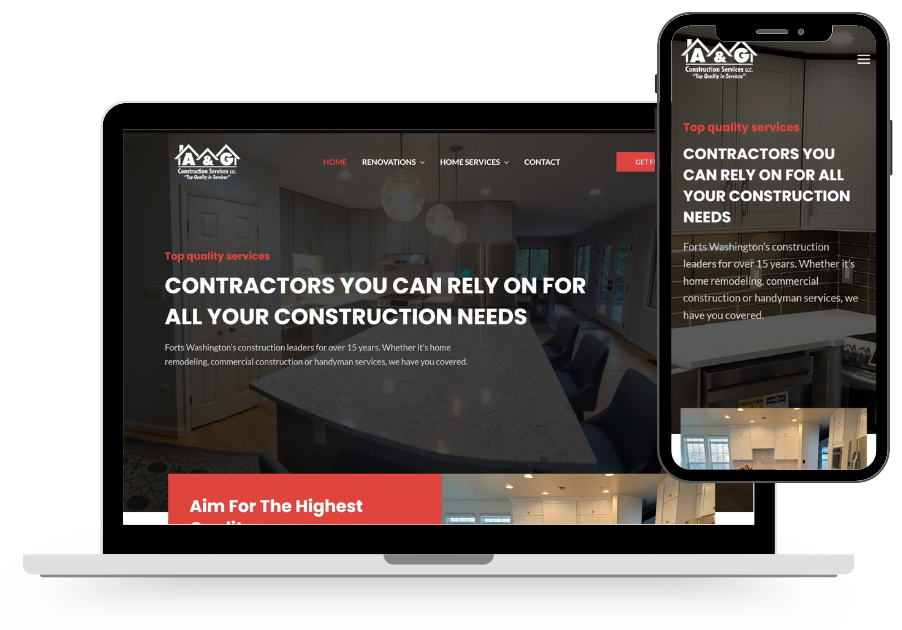 A & G
Construction Services LLC.
"Top Quality in Services"
HOME RENOVATIONS HOME SERVICES CONTACT
GET
Top quality services
CONTRACTORS YOU CAN RELY ON FOR
ALL YOUR CONSTRUCTION NEEDS
Forts Washington's construction leaders for over 15 years. Whether it's home
remodeling, commercial construction or handyman services, we have you covered.
Aim For The Highest
A & G
Construction Services LLC.
"Top Quality in Services"
Top quality services
CONTRACTORS YOU
CAN RELY ON FOR ALL
YOUR CONSTRUCTION
NEEDS
Forts Washington's construction
leaders for over 15 years. Whether it's
home remodeling, commercial
construction or handyman services, we
have you covered.